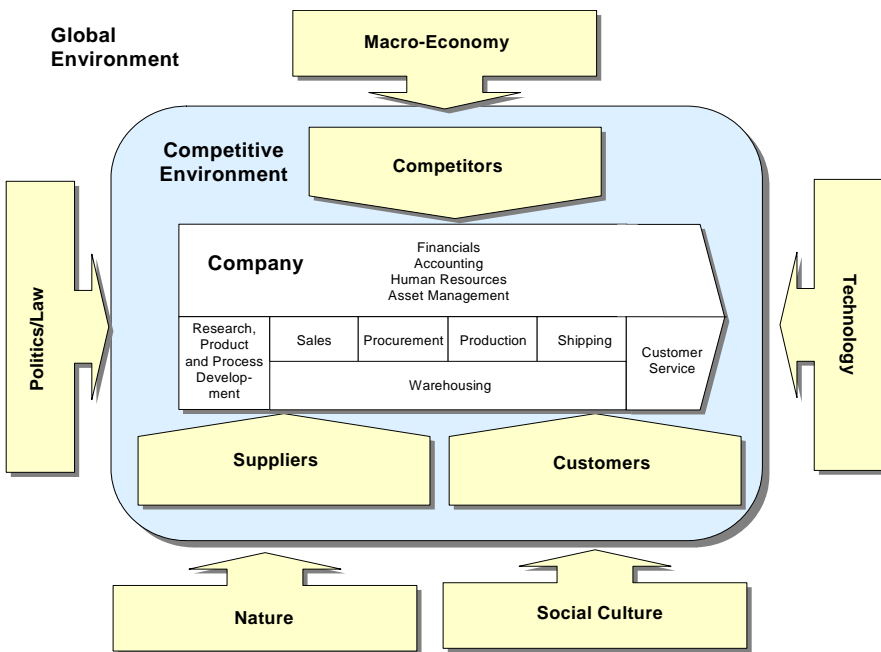 Global
Environment
Macro-Economy
Competitive
Environment
Competitors
Politics/Law
Technology
Company
Financials
Accounting
Human Resources
Asset Management
Research,
Product
and Process
Develop-
ment
Sales
Procurement
Production
Shipping
Customer
Service
Warehousing
Suppliers
Customers
Nature
Social Culture